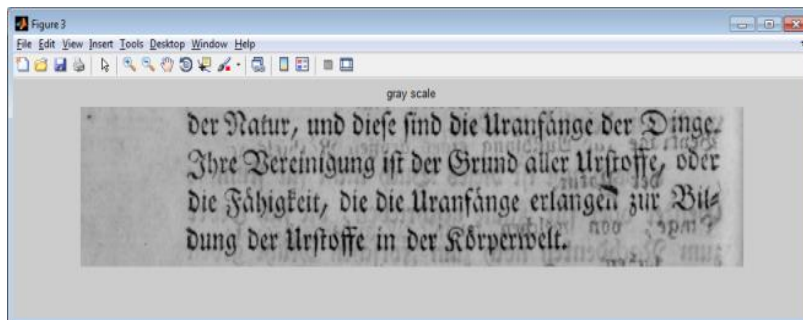 Figure 3
File Edit View Insert Tools Desktop Window Help
gray scale
der Natur, und dieſe ſind die Uranfänge der Dinge.
Ihre Vereinigung iſt der Grund aller Urſtoffe, oder
die Fähigkeit, die die Uranfänge erlangen zur Bil⸗
dung der Urſtoffe in der Körperwelt.